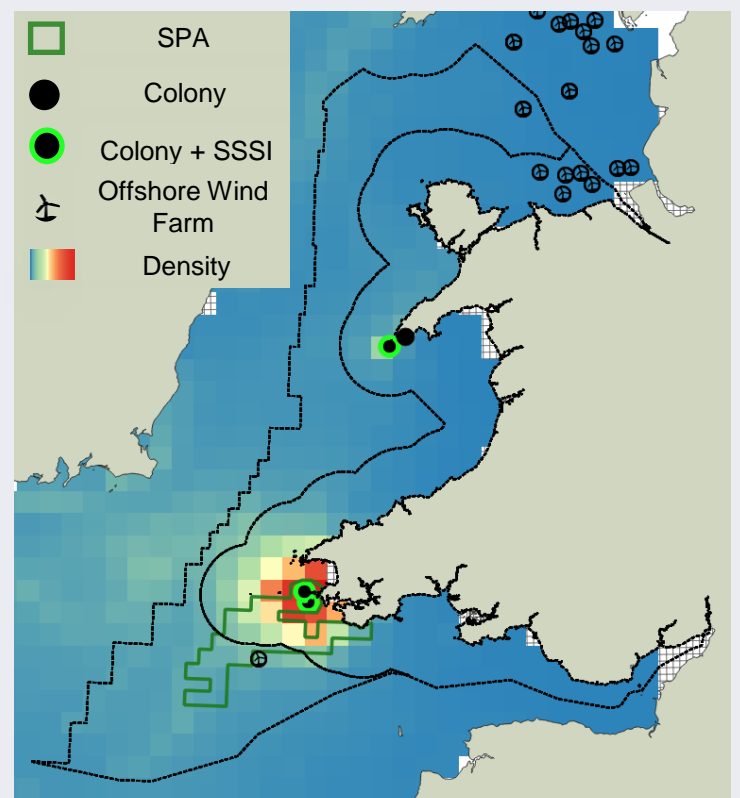 SPA
Colony
Colony + SSSI
Offshore Wind
Farm
Density